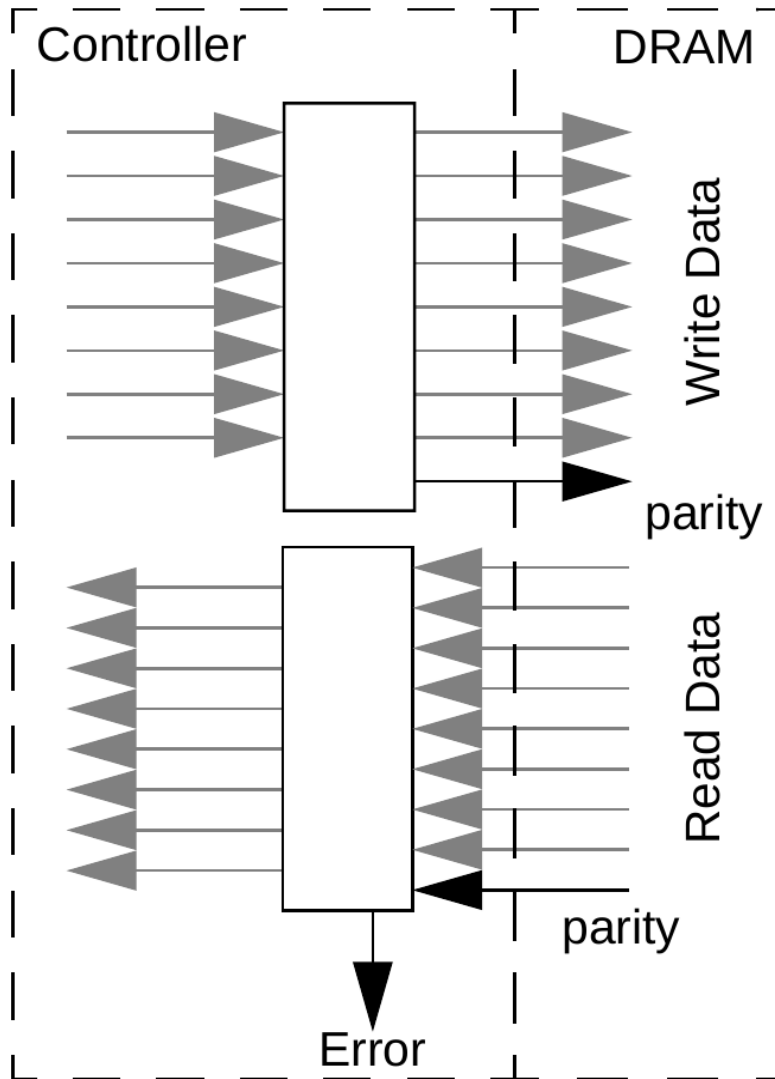 Controller
DRAM
Write Data
parity
Read Data
parity
Error